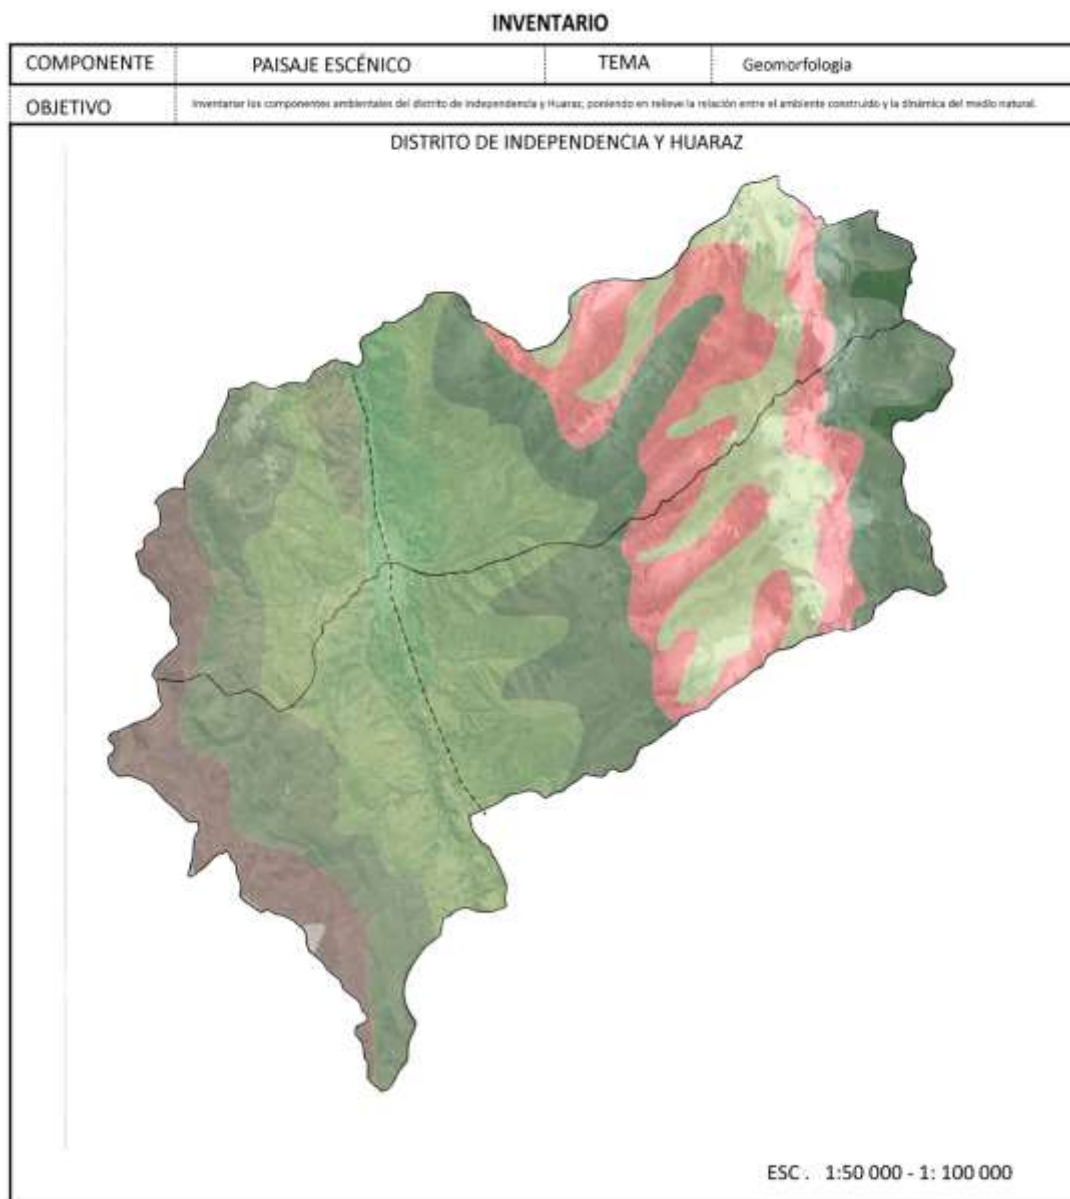 INVENTARIO
COMPONENTE PAISAJE ESCÉNICO TEMA Geomorfología
OBJETIVO Inventariar los componentes ambientales del distrito de Independencia y Huaraz, poniendo en relieve la relación entre el ambiente construido y la dinámica del medio natural.
DISTRITO DE INDEPENDENCIA Y HUARAZ
ESC . 1:50 000 - 1: 100 000